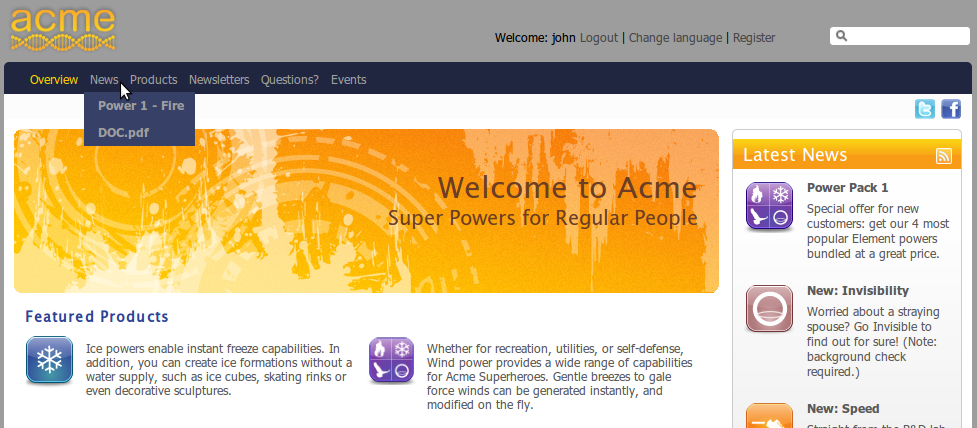 acme
Welcome: john Logout | Change language | Register
Overview News Products Newsletters Questions? Events
Power 1 - Fire
DOC.pdf
Welcome to Acme
Super Powers for Regular People
Featured Products
Ice powers enable instant freeze capabilities. In
addition, you can create ice formations without a
water supply, such as ice cubes, skating rinks or
even decorative sculptures.
Whether for recreation, utilities, or self-defense,
Wind power provides a wide range of capabilities
for Acme Superheroes. Gentle breezes to gale
force winds can be generated instantly, and
modified on the fly.
Latest News
Power Pack 1
Special offer for new
customers: get our 4 most
popular Element powers
bundled at a great price.
New: Invisibility
Worried about a straying
spouse? Go Invisible to
find out for sure! (Note:
background check
required.)
New: Speed
Straight from the R&D lab